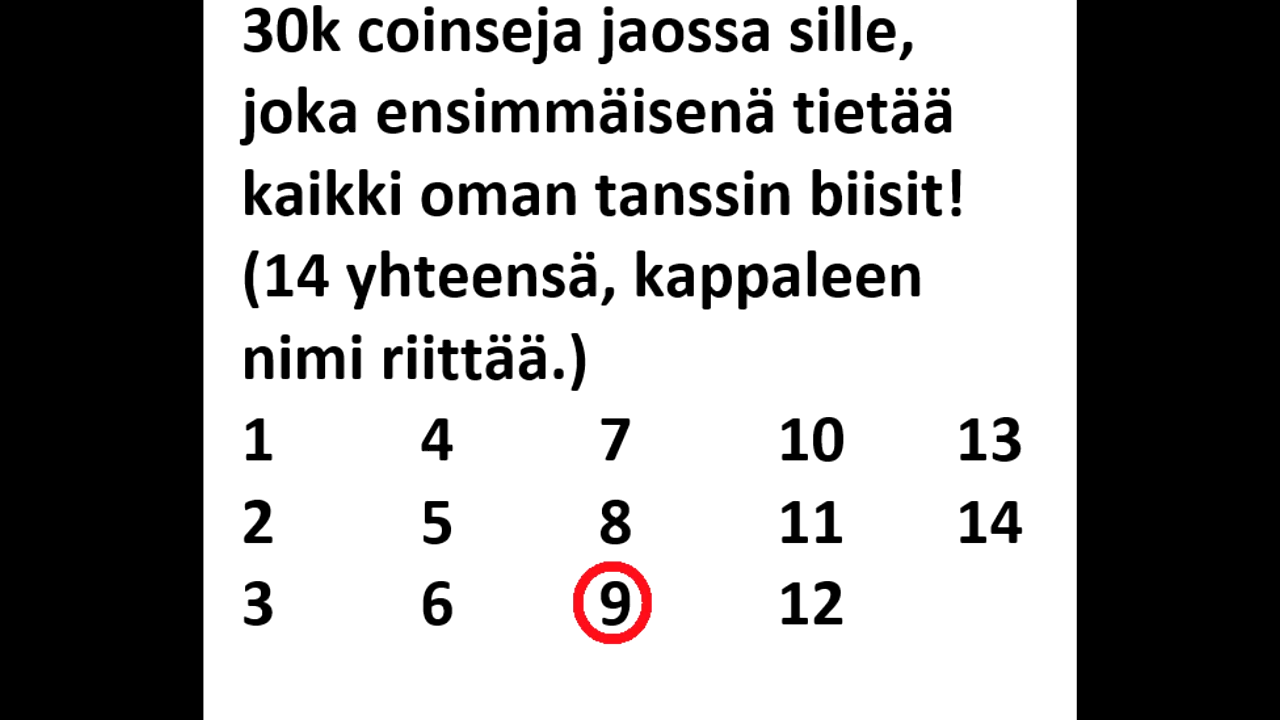 30k coinseja jaossa sille,
joka ensimmäisenä tietää
kaikki oman tanssin biisit!
(14 yhteensä, kappaleen
nimi riittää.)
1 4 7 10 13
2 5 8 11 14
3 6 9 12